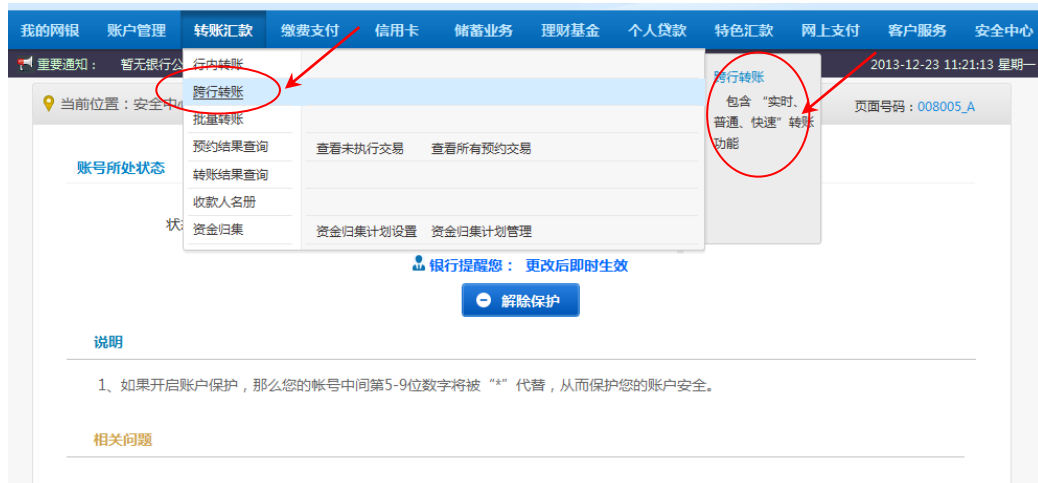 我的网银 账户管理 转账汇款 缴费支付 信用卡 储蓄业务 理财基金 个人贷款 特色汇款 网上支付 客户服务 安全中心
重要通知： 暂无银行公 2013-12-23 11:21:13 星期一
行内转账
跨行转账
批量转账
预约结果查询 查看未执行交易 查看所有预约交易
转账结果查询
收款人名册
资金归集 资金归集计划设置 资金归集计划管理
跨行转账
包含 “实时、
普通、快速” 转账
功能
当前位置：安全中 页面号码：008005_A
账号所处状态
状
银行提醒您： 更改后即时生效
解除保护
说明
1、如果开启账户保护，那么您的帐号中间第5-9位数字将被“*”代替，从而保护您的账户安全。
相关问题